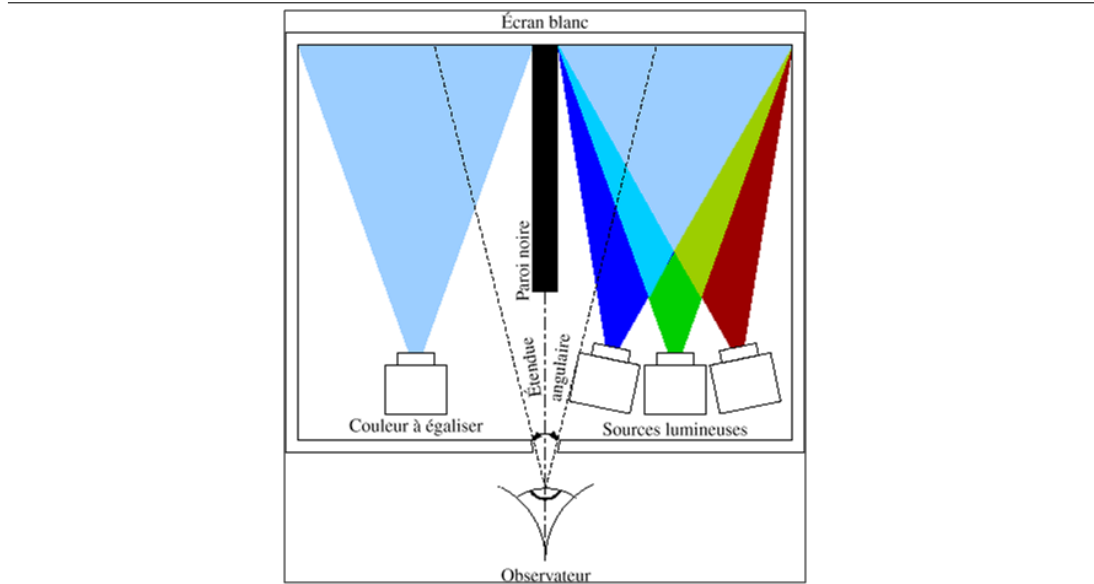 Écran blanc
Paroi noire
Étendue
angulaire
Couleur à égaliser
Sources lumineuses
Observateur